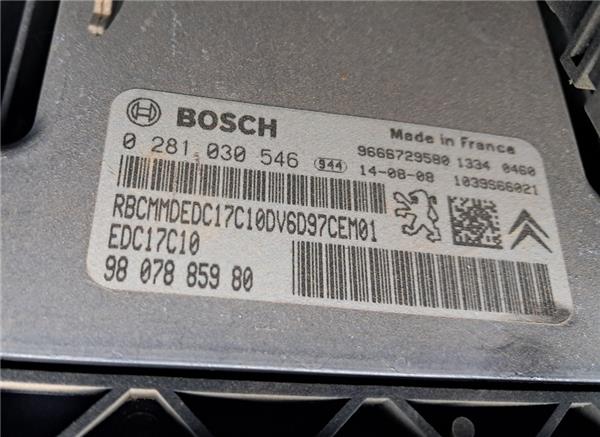 BOSCH
Made in France
0 281 030 546 944
9666729580 1334 0460
14-08-08 1039S66021
RBCMMDEDC17C10DV6D97CEM01
EDC17C10
98 078 859 80